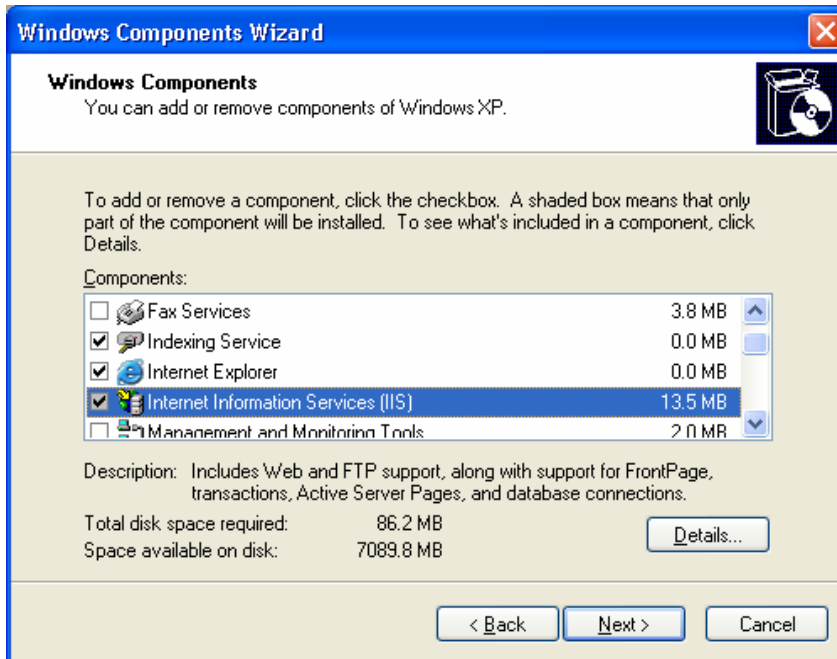 Windows Components Wizard
Windows Components
You can add or remove components of Windows XP.
To add or remove a component, click the checkbox. A shaded box means that only
part of the component will be installed. To see what's included in a component, click
Details.
Components:
Fax Services 3.8 MB
Indexing Service 0.0 MB
Internet Explorer 0.0 MB
Internet Information Services (IIS) 13.5 MB
Management and Monitoring Tools 2.0 MB
Description: Includes Web and FTP support, along with support for FrontPage,
transactions, Active Server Pages, and database connections.
Total disk space required: 86.2 MB
Space available on disk: 7089.8 MB
Details...
< Back Next > Cancel